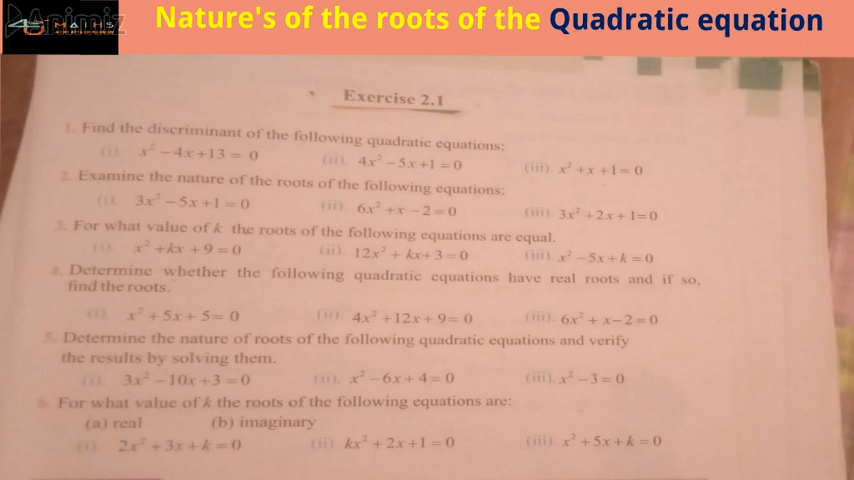 Animiz
MATHS
Nature's of the roots of the Quadratic equation
Exercise 2.1
1. Find the discriminant of the following quadratic equations:
(i). x² − 4x + 13 = 0 (ii). 4x² − 5x + 1 = 0 (iii). x² + x + 1 = 0
2. Examine the nature of the roots of the following equations:
(i). 3x² − 5x + 1 = 0 (ii). 6x² + x − 2 = 0 (iii). 3x² + 2x + 1 = 0
3. For what value of k the roots of the following equations are equal.
(i). x² + kx + 9 = 0 (ii). 12x² + kx + 3 = 0 (iii). x² − 5x + k = 0
4. Determine whether the following quadratic equations have real roots and if so,
find the roots.
(i). x² + 5x + 5 = 0 (ii). 4x² + 12x + 9 = 0 (iii). 6x² + x − 2 = 0
5. Determine the nature of roots of the following quadratic equations and verify
the results by solving them.
(i). 3x² − 10x + 3 = 0 (ii). x² − 6x + 4 = 0 (iii). x² − 3 = 0
6. For what value of k the roots of the following equations are:
(a) real (b) imaginary
(i) 2x² + 3x + k = 0 (ii) kx² + 2x + 1 = 0 (iii) x² + 5x + k = 0